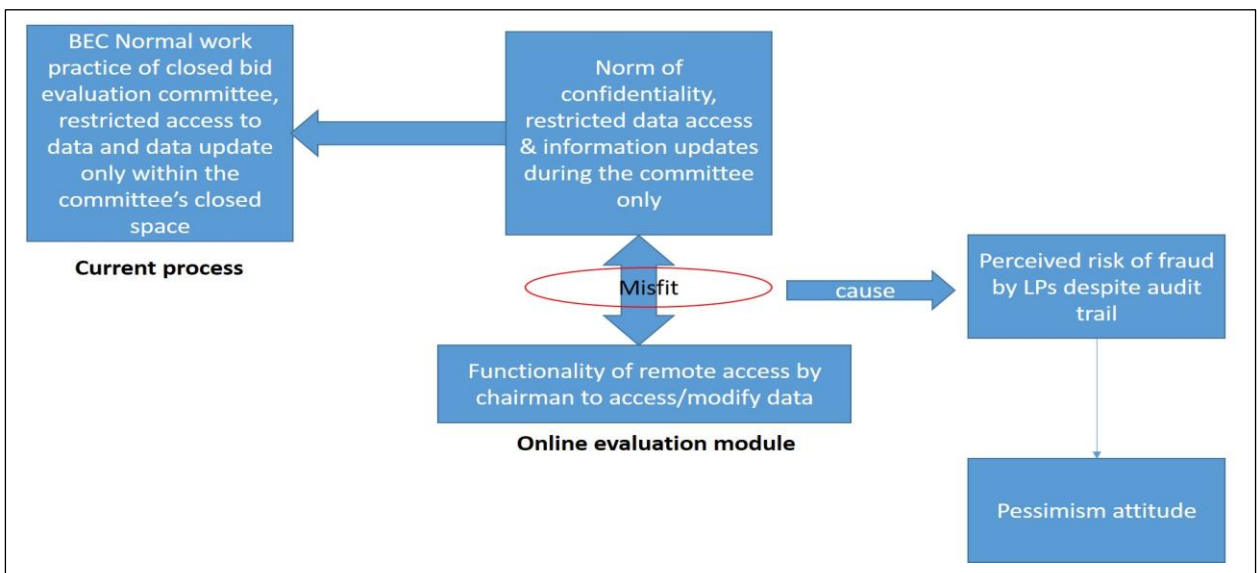 BEC Normal work
practice of closed bid
evaluation committee,
restricted access to
data and data update
only within the
committee's closed
space
Current process
Norm of
confidentiality,
restricted data access
& information updates
during the committee
only
Misfit
cause
Perceived risk of fraud
by LPs despite audit
trail
Functionality of remote access by
chairman to access/modify data
Online evaluation module
Pessimism attitude